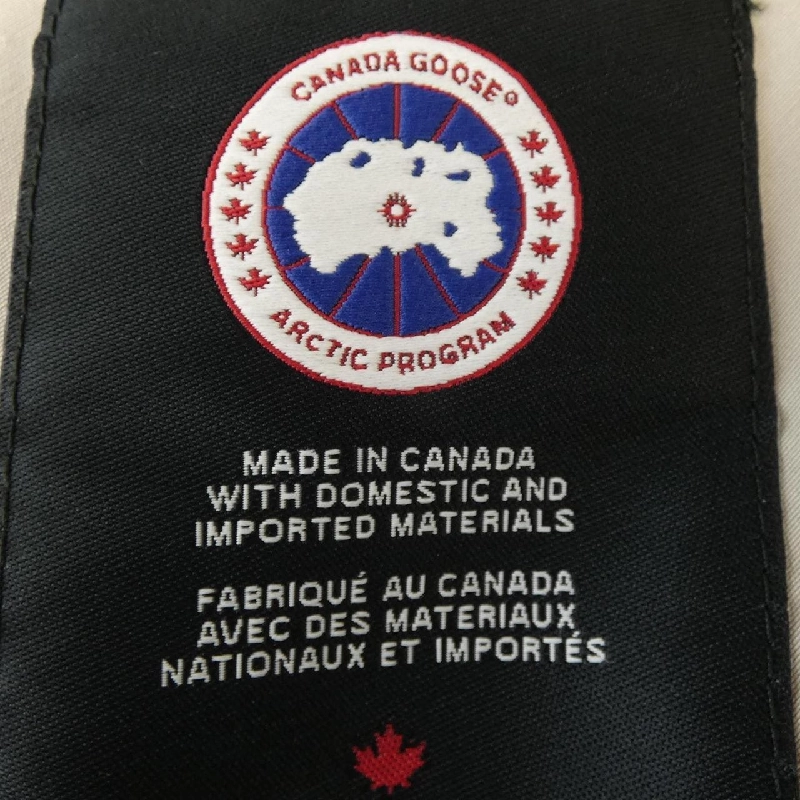 CANADA GOOSE®
ARCTIC PROGRAM
MADE IN CANADA
WITH DOMESTIC AND
IMPORTED MATERIALS
FABRIQUÉ AU CANADA
AVEC DES MATERIAUX
NATIONAUX ET IMPORTÉS